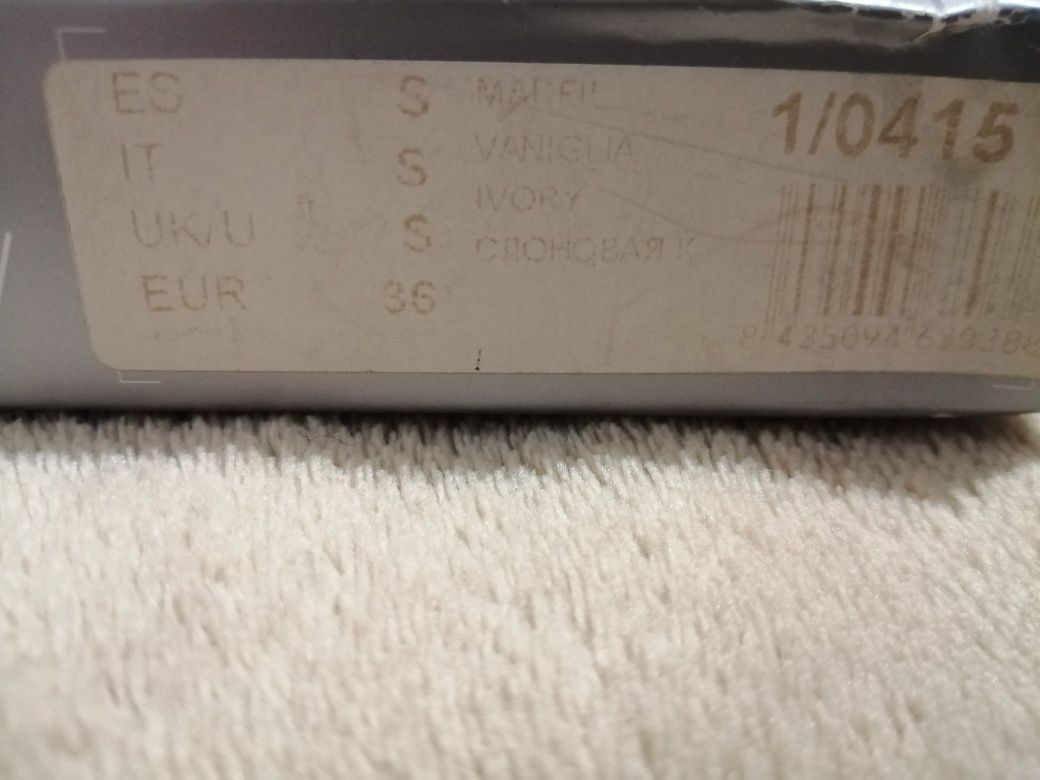 ES S MARFIL 1/0415
IT S VANIGLIA
UK/U S IVORY
EUR 36 СЛОНОВАЯ К